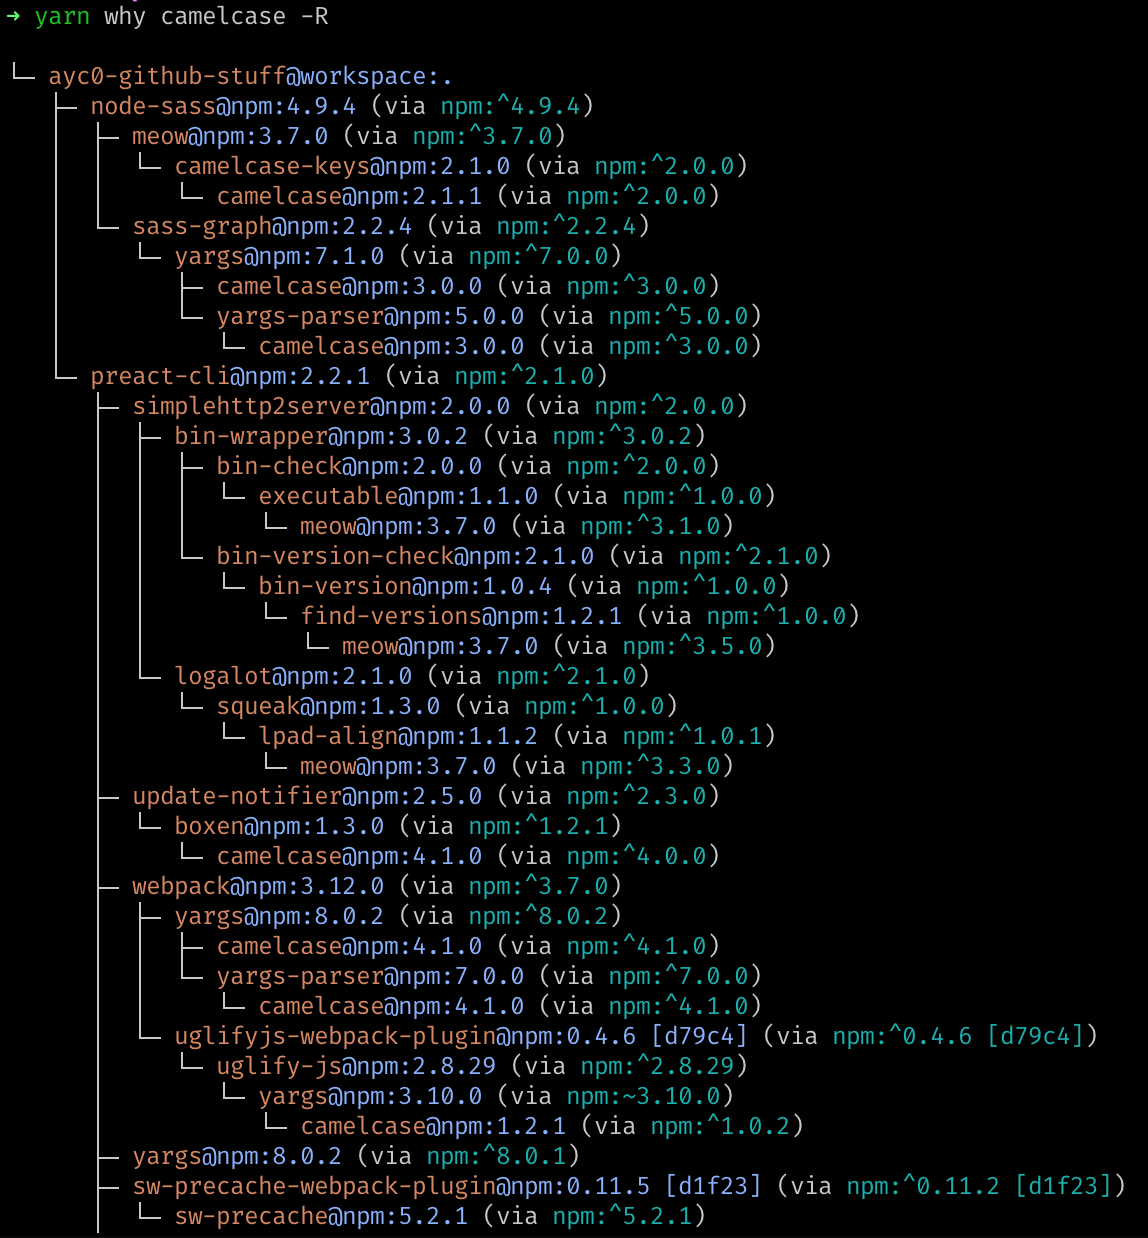 → yarn why camelcase -R
└─ ayc0-github-stuff@workspace:.
   ├─ node-sass@npm:4.9.4 (via npm:^4.9.4)
   │  ├─ meow@npm:3.7.0 (via npm:^3.7.0)
   │  │  └─ camelcase-keys@npm:2.1.0 (via npm:^2.0.0)
   │  │     └─ camelcase@npm:2.1.1 (via npm:^2.0.0)
   │  └─ sass-graph@npm:2.2.4 (via npm:^2.2.4)
   │     └─ yargs@npm:7.1.0 (via npm:^7.0.0)
   │        ├─ camelcase@npm:3.0.0 (via npm:^3.0.0)
   │        └─ yargs-parser@npm:5.0.0 (via npm:^5.0.0)
   │           └─ camelcase@npm:3.0.0 (via npm:^3.0.0)
   └─ preact-cli@npm:2.2.1 (via npm:^2.1.0)
      ├─ simplehttp2server@npm:2.0.0 (via npm:^2.0.0)
      │  ├─ bin-wrapper@npm:3.0.2 (via npm:^3.0.2)
      │  │  ├─ bin-check@npm:2.0.0 (via npm:^2.0.0)
      │  │  │  └─ executable@npm:1.1.0 (via npm:^1.0.0)
      │  │  │     └─ meow@npm:3.7.0 (via npm:^3.1.0)
      │  │  └─ bin-version-check@npm:2.1.0 (via npm:^2.1.0)
      │  │     └─ bin-version@npm:1.0.4 (via npm:^1.0.0)
      │  │        └─ find-versions@npm:1.2.1 (via npm:^1.0.0)
      │  │           └─ meow@npm:3.7.0 (via npm:^3.5.0)
      │  └─ logalot@npm:2.1.0 (via npm:^2.1.0)
      │     └─ squeak@npm:1.3.0 (via npm:^1.0.0)
      │        └─ lpad-align@npm:1.1.2 (via npm:^1.0.1)
      │           └─ meow@npm:3.7.0 (via npm:^3.3.0)
      ├─ update-notifier@npm:2.5.0 (via npm:^2.3.0)
      │  └─ boxen@npm:1.3.0 (via npm:^1.2.1)
      │     └─ camelcase@npm:4.1.0 (via npm:^4.0.0)
      ├─ webpack@npm:3.12.0 (via npm:^3.7.0)
      │  ├─ yargs@npm:8.0.2 (via npm:^8.0.2)
      │  │  ├─ camelcase@npm:4.1.0 (via npm:^4.1.0)
      │  │  └─ yargs-parser@npm:7.0.0 (via npm:^7.0.0)
      │  │     └─ camelcase@npm:4.1.0 (via npm:^4.1.0)
      │  └─ uglifyjs-webpack-plugin@npm:0.4.6 [d79c4] (via npm:^0.4.6 [d79c4])
      │     └─ uglify-js@npm:2.8.29 (via npm:^2.8.29)
      │        └─ yargs@npm:3.10.0 (via npm:~3.10.0)
      │           └─ camelcase@npm:1.2.1 (via npm:^1.0.2)
      ├─ yargs@npm:8.0.2 (via npm:^8.0.1)
      ├─ sw-precache-webpack-plugin@npm:0.11.5 [d1f23] (via npm:^0.11.2 [d1f23])
      │  └─ sw-precache@npm:5.2.1 (via npm:^5.2.1)